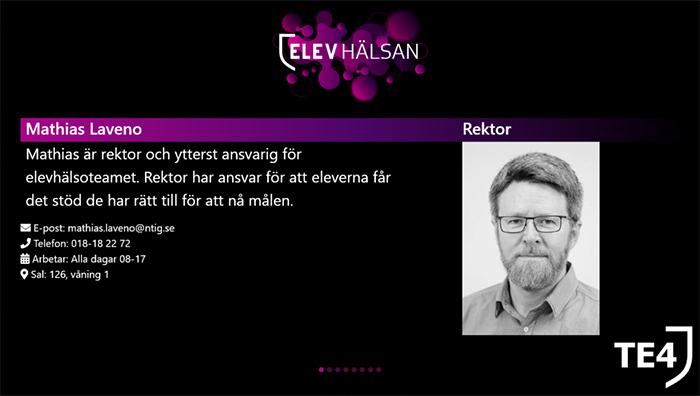 ELEVHÄLSAN
Mathias Laveno
Rektor
Mathias är rektor och ytterst ansvarig för
elevhälsoteamet. Rektor har ansvar för att eleverna får
det stöd de har rätt till för att nå målen.
E-post: mathias.laveno@ntig.se
Telefon: 018-18 22 72
Arbetar: Alla dagar 08-17
Sal: 126, våning 1
TE4